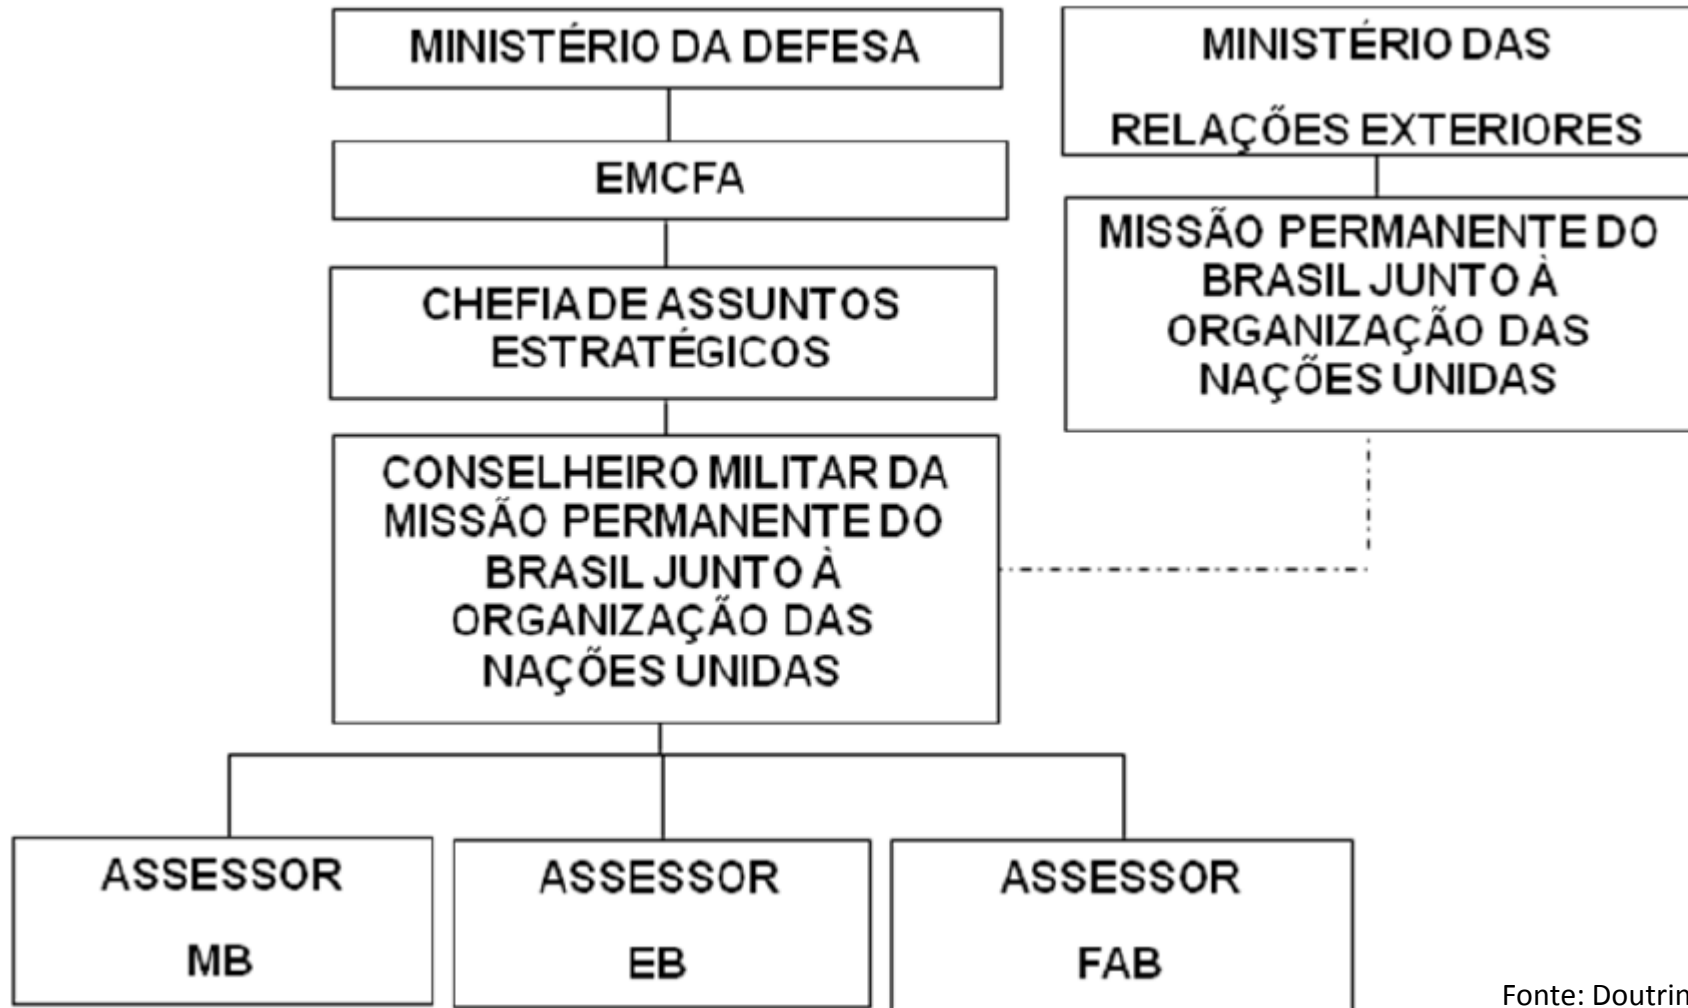 MINISTÉRIO DA DEFESA
EMCFA
CHEFIA DE ASSUNTOS
ESTRATÉGICOS
CONSELHEIRO MILITAR DA
MISSÃO PERMANENTE DO
BRASIL JUNTO À
ORGANIZAÇÃO DAS
NAÇÕES UNIDAS
MINISTÉRIO DAS
RELAÇÕES EXTERIORES
MISSÃO PERMANENTE DO
BRASIL JUNTO À
ORGANIZAÇÃO DAS
NAÇÕES UNIDAS
ASSESSOR
MB
ASSESSOR
EB
ASSESSOR
FAB
Fonte: